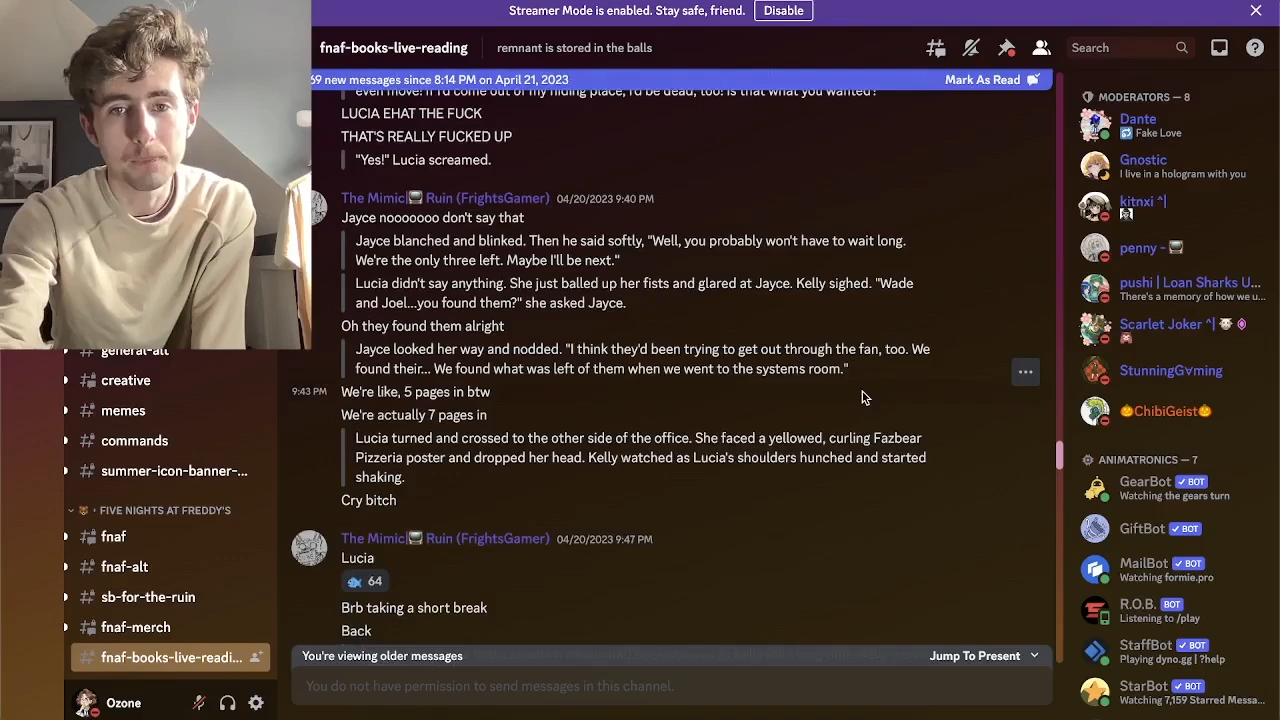 Streamer Mode is enabled. Stay safe, friend.
Disable
fnaf-books-live-reading
remnant is stored in the balls
Search
69 new messages since 8:14 PM on April 21, 2023
Mark As Read
even move! If I'd come out of my hiding place, I'd be dead, too! Is that what you wanted?"
LUCIA EHAT THE FUCK
THAT'S REALLY FUCKED UP
"Yes!" Lucia screamed.
The Mimic|📺 Ruin (FrightsGamer) 04/20/2023 9:40 PM
Jayce nooooooo don't say that
Jayce blanched and blinked. Then he said softly, "Well, you probably won't have to wait long.
We're the only three left. Maybe I'll be next."
Lucia didn't say anything. She just balled up her fists and glared at Jayce. Kelly sighed. "Wade
and Joel...you found them?" she asked Jayce.
Oh they found them alright
Jayce looked her way and nodded. "I think they'd been trying to get out through the fan, too. We
found their... We found what was left of them when we went to the systems room."
9:43 PM
We're like, 5 pages in btw
We're actually 7 pages in
Lucia turned and crossed to the other side of the office. She faced a yellowed, curling Fazbear
Pizzeria poster and dropped her head. Kelly watched as Lucia's shoulders hunched and started
shaking.
Cry bitch
The Mimic|📺 Ruin (FrightsGamer) 04/20/2023 9:47 PM
Lucia
64
Brb taking a short break
Back
You're viewing older messages
Jump To Present
You do not have permission to send messages in this channel.
general-alt
creative
memes
commands
summer-icon-banner-...
FIVE NIGHTS AT FREDDY'S
fnaf
fnaf-alt
sb-for-the-ruin
fnaf-merch
fnaf-books-live-readi...
Ozone
MODERATORS — 8
Dante
Fake Love
Gnostic
I live in a hologram with you
kitnxi ^|
penny - 📺
pushi | Loan Sharks U...
There's a memory of how we u...
Scarlet Joker ^|
StunningG∀ming
🎃ChibiGeist🎃
ANIMATRONICS — 7
GearBot ✓ BOT
Watching the gears turn
GiftBot ✓ BOT
MailBot ✓ BOT
Watching formie.pro
R.O.B. BOT
Listening to /play
StaffBot ✓ BOT
Playing dyno.gg | ?help
StarBot ✓ BOT
Watching 7,159 Starred Messa...